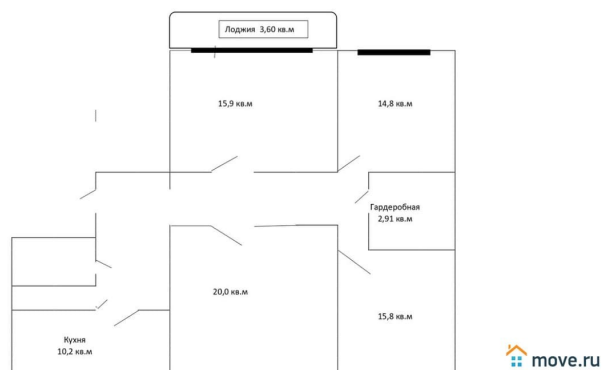 Лоджия 3,60 кв.м
15,9 кв.м
14,8 кв.м
Гардеробная
2,91 кв.м
20,0 кв.м
15,8 кв.м
Кухня
10,2 кв.м
move.ru